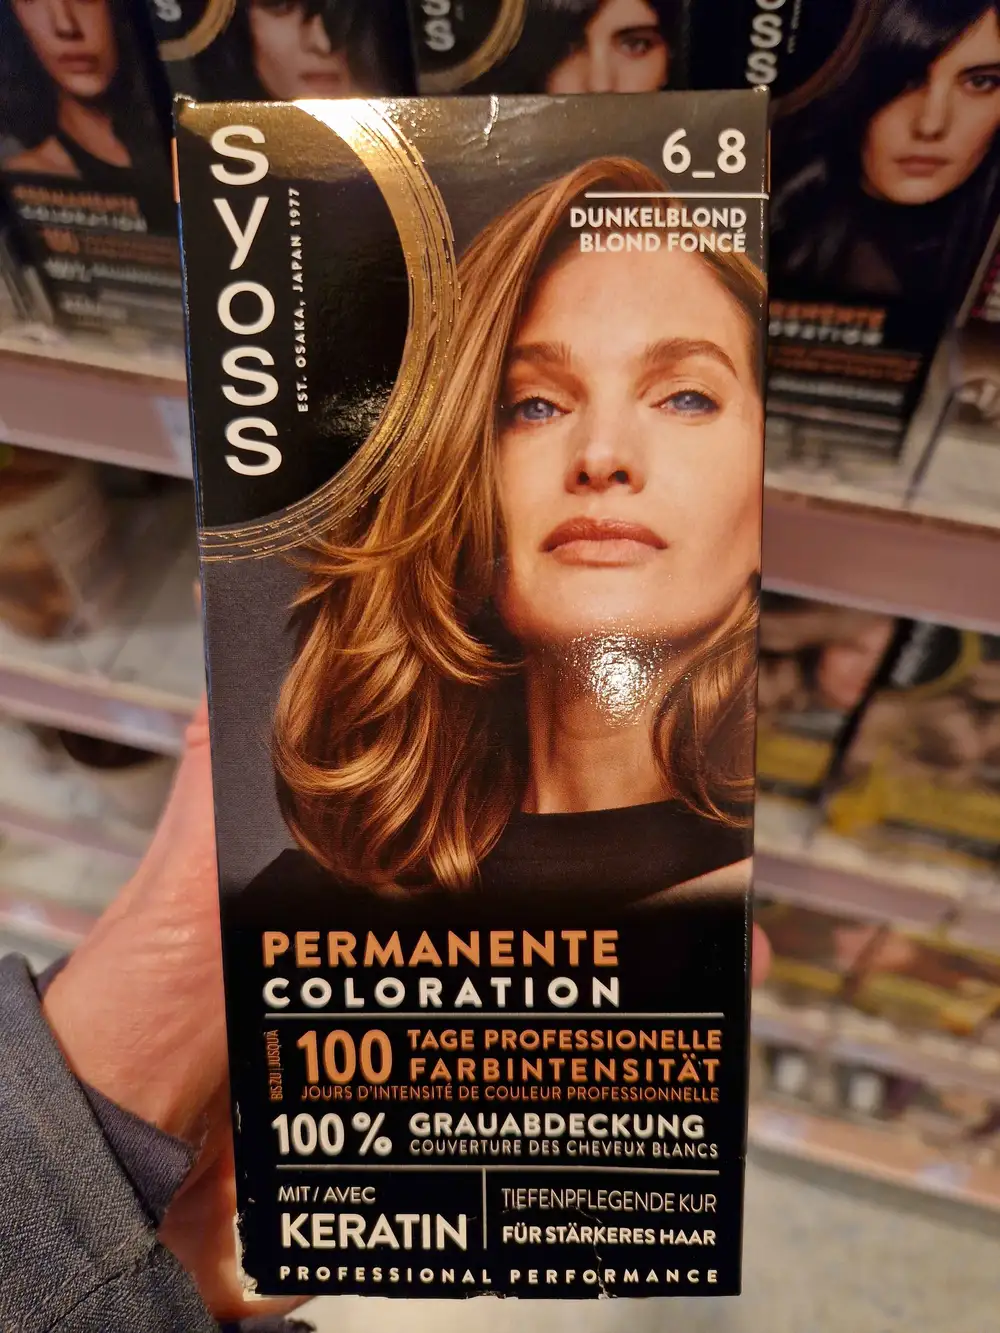 syoss
EST. OSAKA, JAPAN 1977
6_8
DUNKELBLOND
BLOND FONCÉ
PERMANENTE
COLORATION
BIS ZU | JUSQU'À
100 TAGE PROFESSIONELLE
FARBINTENSITÄT
JOURS D'INTENSITÉ DE COULEUR PROFESSIONNELLE
100 % GRAUABDECKUNG
COUVERTURE DES CHEVEUX BLANCS
MIT / AVEC
KERATIN
TIEFENPFLEGENDE KUR
FÜR STÄRKERES HAAR
PROFESSIONAL PERFORMANCE
PERMANENTE
COLORATION